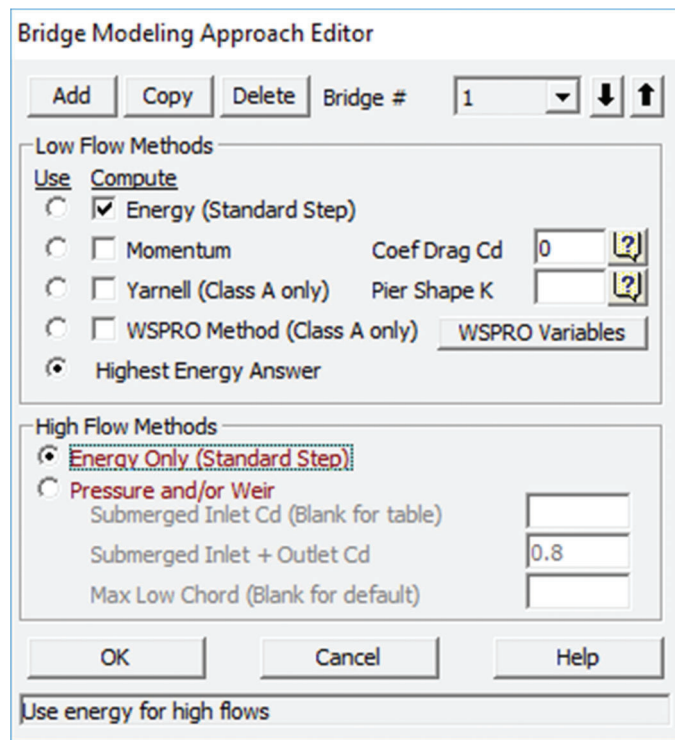 Bridge Modeling Approach Editor
Add Copy Delete Bridge # 1
Low Flow Methods
Use Compute
Energy (Standard Step)
Momentum Coef Drag Cd 0 ?
Yarnell (Class A only) Pier Shape K ?
WSPRO Method (Class A only) WSPRO Variables
Highest Energy Answer
High Flow Methods
Energy Only (Standard Step)
Pressure and/or Weir
Submerged Inlet Cd (Blank for table)
Submerged Inlet + Outlet Cd 0.8
Max Low Chord (Blank for default)
OK Cancel Help
Use energy for high flows